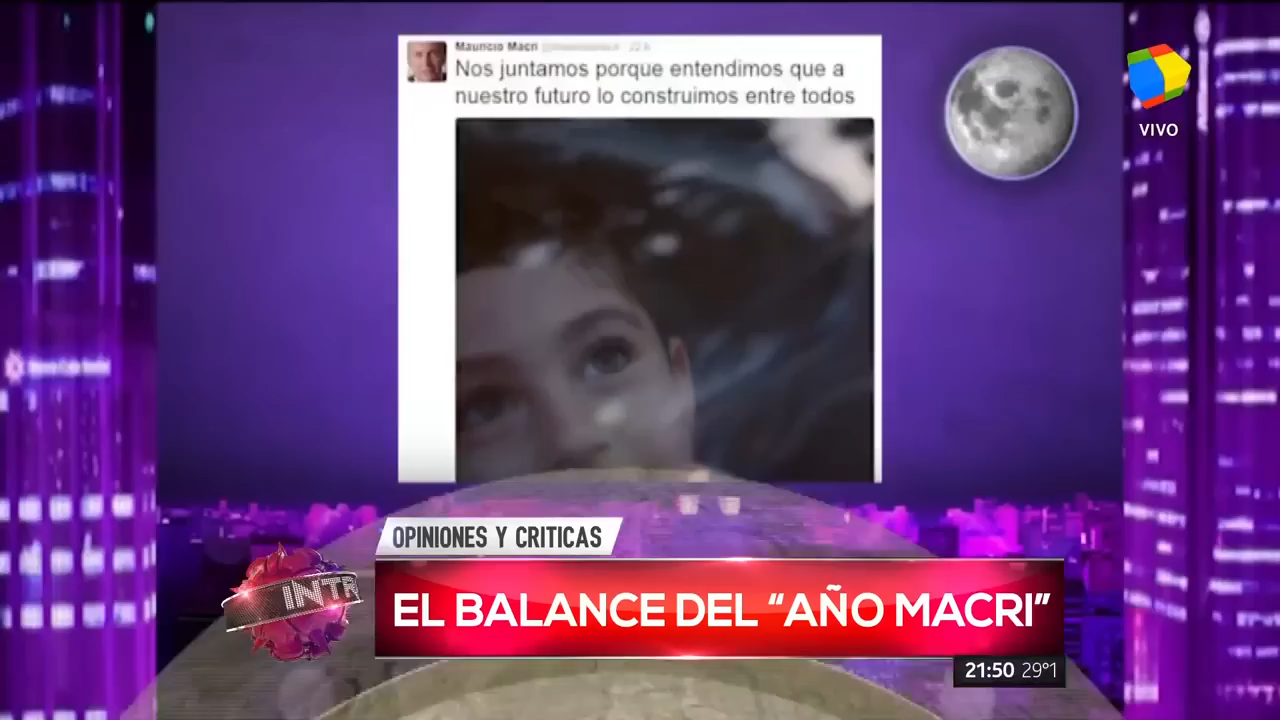 Mauricio Macri
Nos juntamos porque entendimos que a
nuestro futuro lo construimos entre todos
VIVO
OPINIONES Y CRITICAS
INTR
EL BALANCE DEL “AÑO MACRI”
21:50 29°1